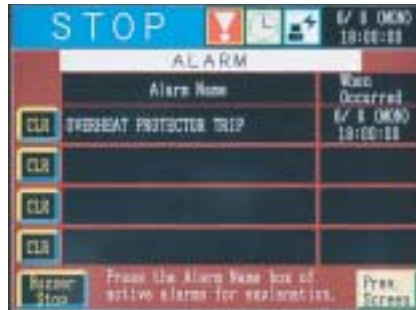 STOP
6/ 8 (MON)
18:00:00
ALARM
Alarm Name
When
Occurred
CLR
OVERHEAT PROTECTOR TRIP
6/ 8 (MON)
18:00:00
CLR
CLR
CLR
Buzzer
Stop
Press the Alarm Name box of
active alarms for explanation.
Prev.
Screen